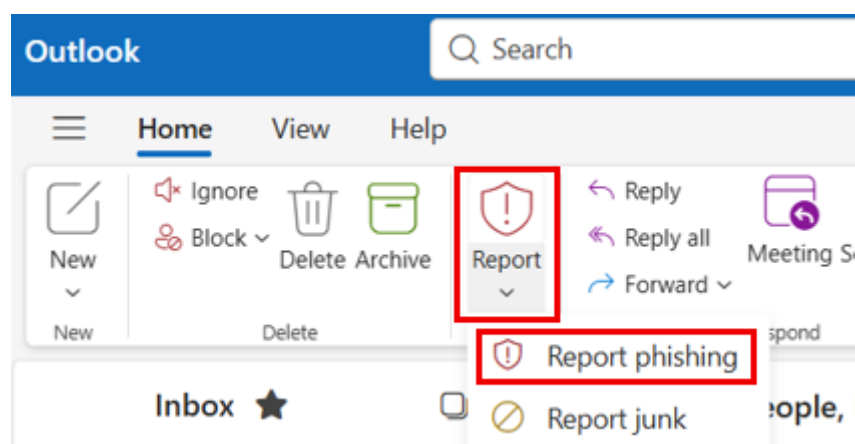 Outlook
Search
Home View Help
Ignore
Block
New
Delete Archive
Report
Reply
Reply all
Forward
Meeting
New
Delete
Report phishing
Report junk
Inbox